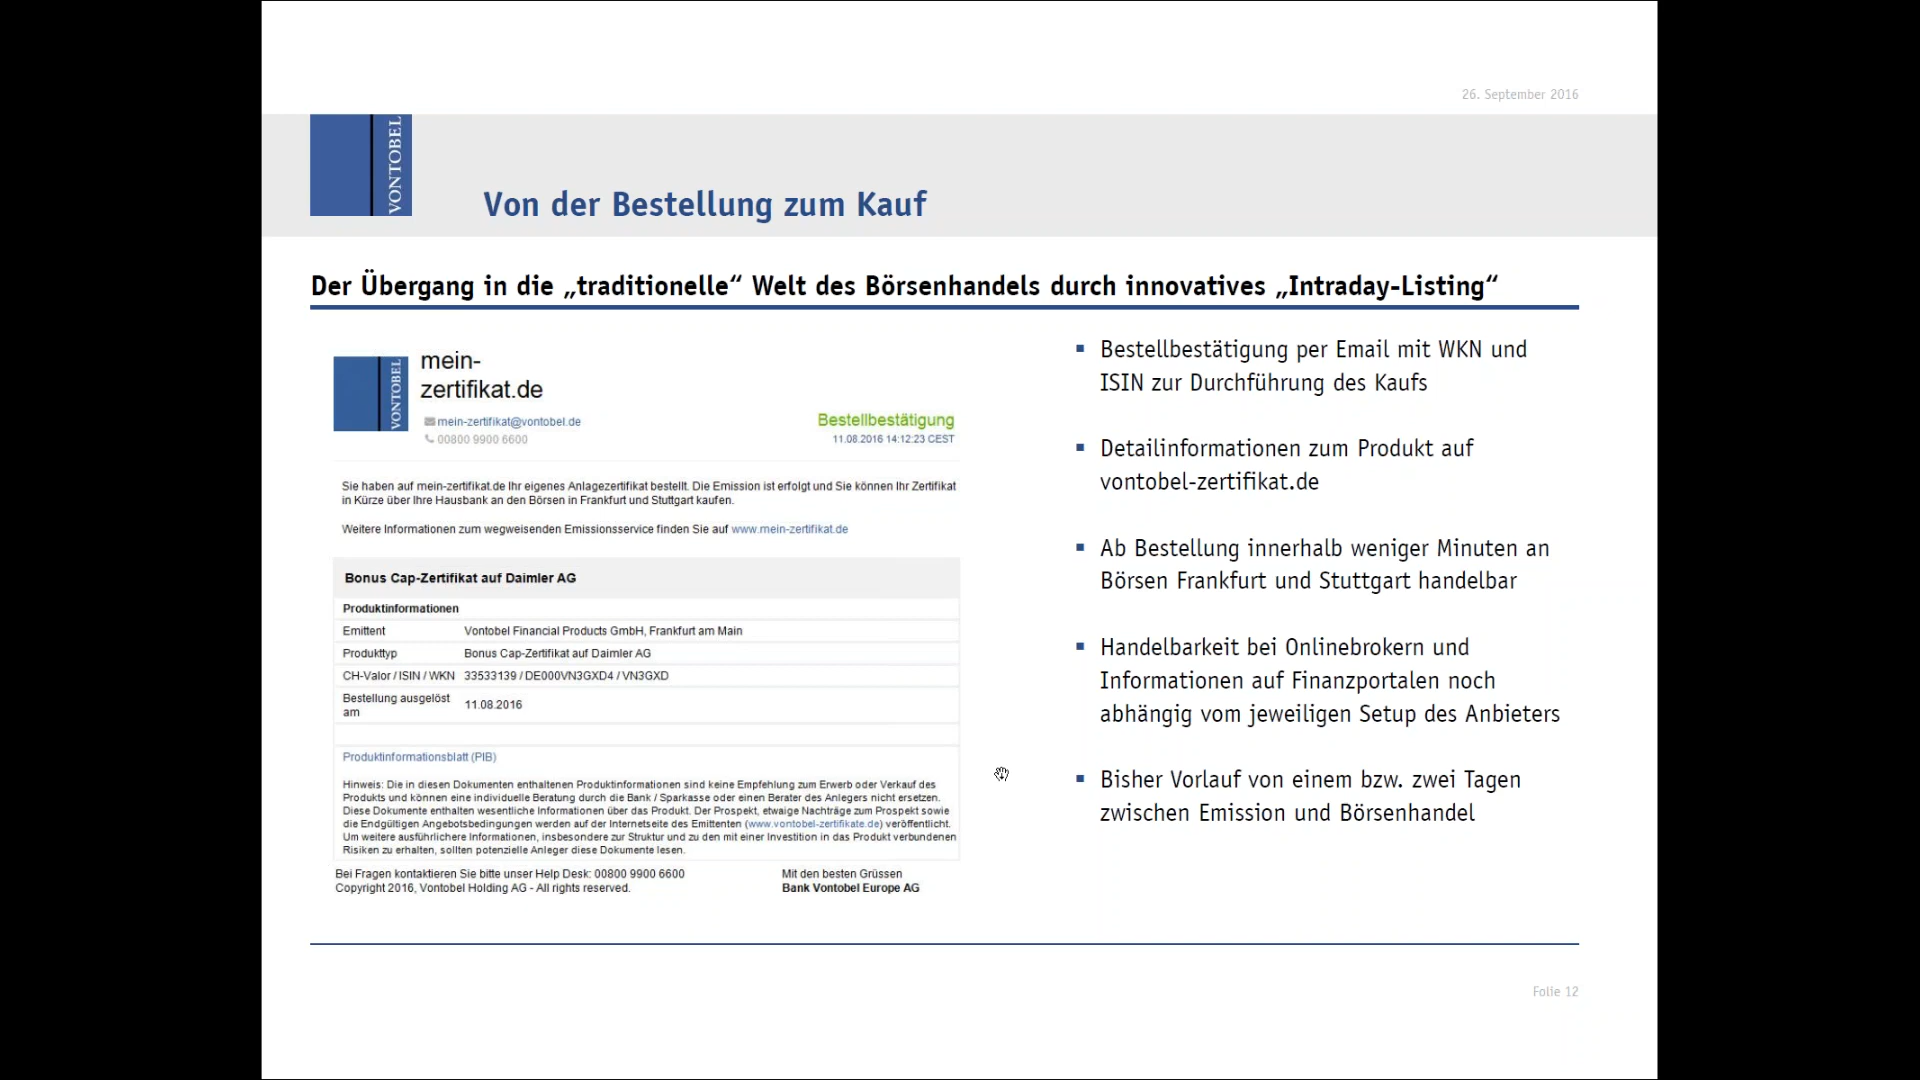 26. September 2016
VONTOBEL
Von der Bestellung zum Kauf
Der Übergang in die „traditionelle“ Welt des Börsenhandels durch innovatives „Intraday-Listing“
VONTOBEL
mein-
zertifikat.de
mein-zertifikat@vontobel.de
00800 9900 6600
Bestellbestätigung
11.08.2016 14:12:23 CEST
Sie haben auf mein-zertifikat.de Ihr eigenes Anlagezertifikat bestellt. Die Emission ist erfolgt und Sie können Ihr Zertifikat
in Kürze über Ihre Hausbank an den Börsen in Frankfurt und Stuttgart kaufen.
Weitere Informationen zum wegweisenden Emissionsservice finden Sie auf www.mein-zertifikat.de
Bonus Cap-Zertifikat auf Daimler AG
Produktinformationen
Emittent Vontobel Financial Products GmbH, Frankfurt am Main
Produkttyp Bonus Cap-Zertifikat auf Daimler AG
CH-Valor / ISIN / WKN 33533139 / DE000VN3GXD4 / VN3GXD
Bestellung ausgelöst
am
11.08.2016
Produktinformationsblatt (PIB)
Hinweis: Die in diesen Dokumenten enthaltenen Produktinformationen sind keine Empfehlung zum Erwerb oder Verkauf des
Produkts und können eine individuelle Beratung durch die Bank / Sparkasse oder einen Berater des Anlegers nicht ersetzen.
Diese Dokumente enthalten wesentliche Informationen über das Produkt. Der Prospekt, etwaige Nachträge zum Prospekt sowie
die Endgültigen Angebotsbedingungen werden auf der Internetseite des Emittenten (www.vontobel-zertifikate.de) veröffentlicht.
Um weitere ausführlichere Informationen, insbesondere zur Struktur und zu den mit einer Investition in das Produkt verbundenen
Risiken zu erhalten, sollten potenzielle Anleger diese Dokumente lesen.
Bei Fragen kontaktieren Sie bitte unser Help Desk: 00800 9900 6600
Copyright 2016, Vontobel Holding AG - All rights reserved.
Mit den besten Grüssen
Bank Vontobel Europe AG
Bestellbestätigung per Email mit WKN und
ISIN zur Durchführung des Kaufs
Detailinformationen zum Produkt auf
vontobel-zertifikat.de
Ab Bestellung innerhalb weniger Minuten an
Börsen Frankfurt und Stuttgart handelbar
Handelbarkeit bei Onlinebrokern und
Informationen auf Finanzportalen noch
abhängig vom jeweiligen Setup des Anbieters
Bisher Vorlauf von einem bzw. zwei Tagen
zwischen Emission und Börsenhandel
Folie 12